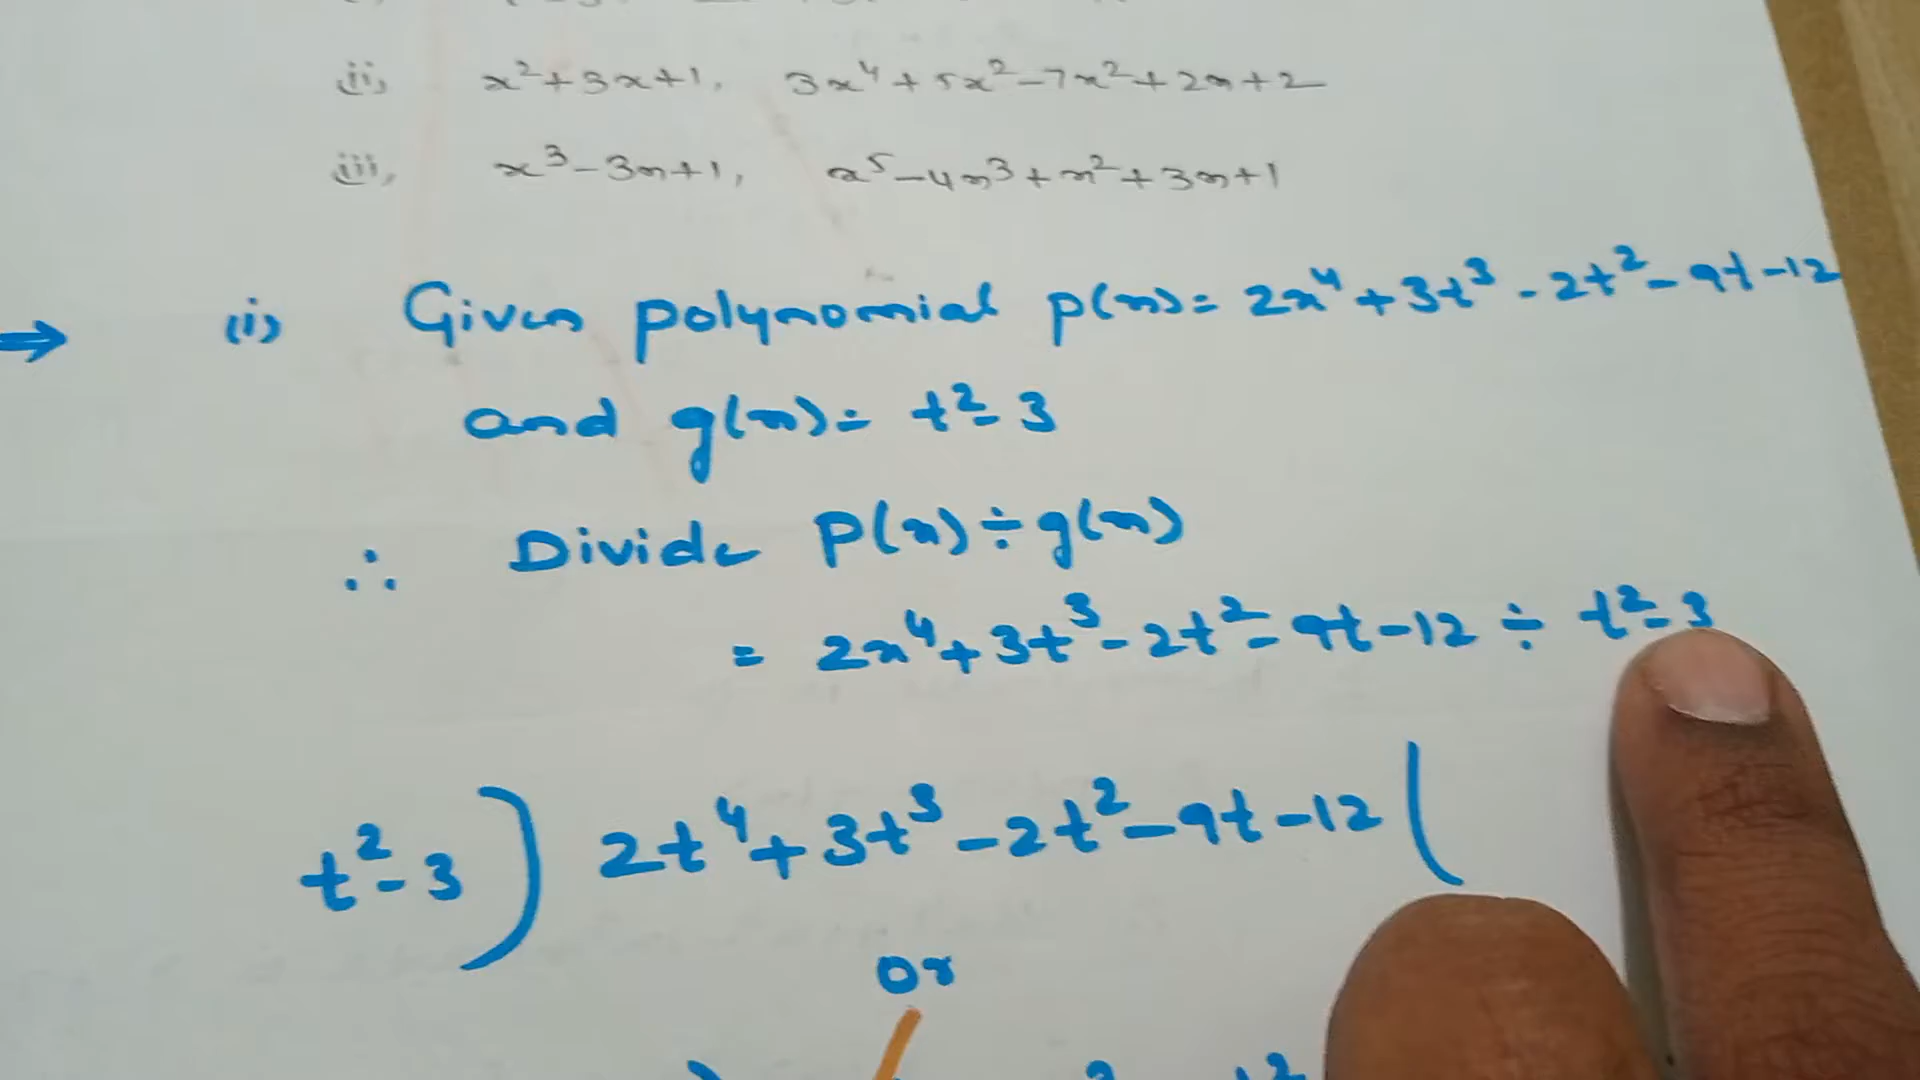 (ii) x²+3x+1, 3x⁴+5x²-7x²+2x+2
(iii, x³-3x+1, x⁵-4x³+x²+3x+1
⇒ (i) Given polynomial p(x)= 2x⁴+3t³-2t²-9t-12
and g(x)= t²-3
∴ Divide P(x)÷g(x)
= 2x⁴+3t³-2t²-9t-12 ÷ t²-3
t²-3) 2t⁴+3t³-2t²-9t-12(
Or